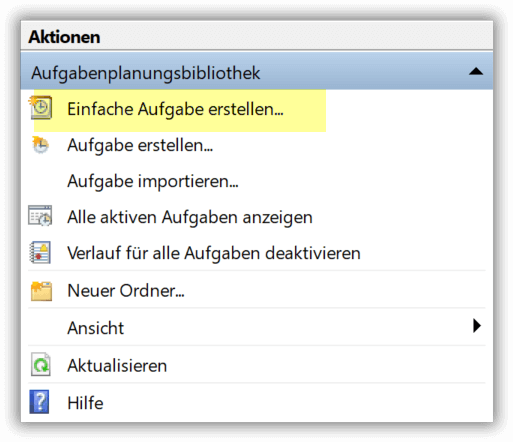 Aktionen
Aufgabenplanungsbibliothek
Einfache Aufgabe erstellen...
Aufgabe erstellen...
Aufgabe importieren...
Alle aktiven Aufgaben anzeigen
Verlauf für alle Aufgaben deaktivieren
Neuer Ordner...
Ansicht
Aktualisieren
Hilfe